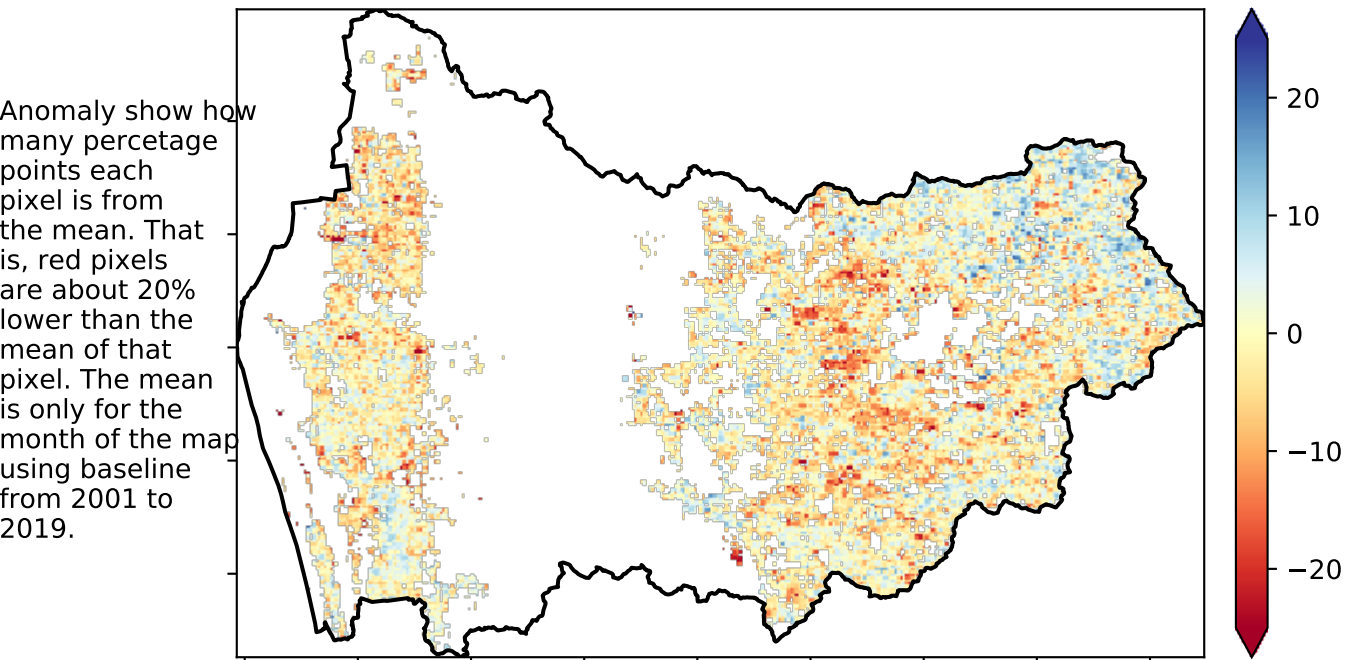 Anomaly show how
many percetage
points each
pixel is from
the mean. That
is, red pixels
are about 20%
lower than the
mean of that
pixel. The mean
is only for the
month of the map
using baseline
from 2001 to
2019.
20
10
0
−10
−20